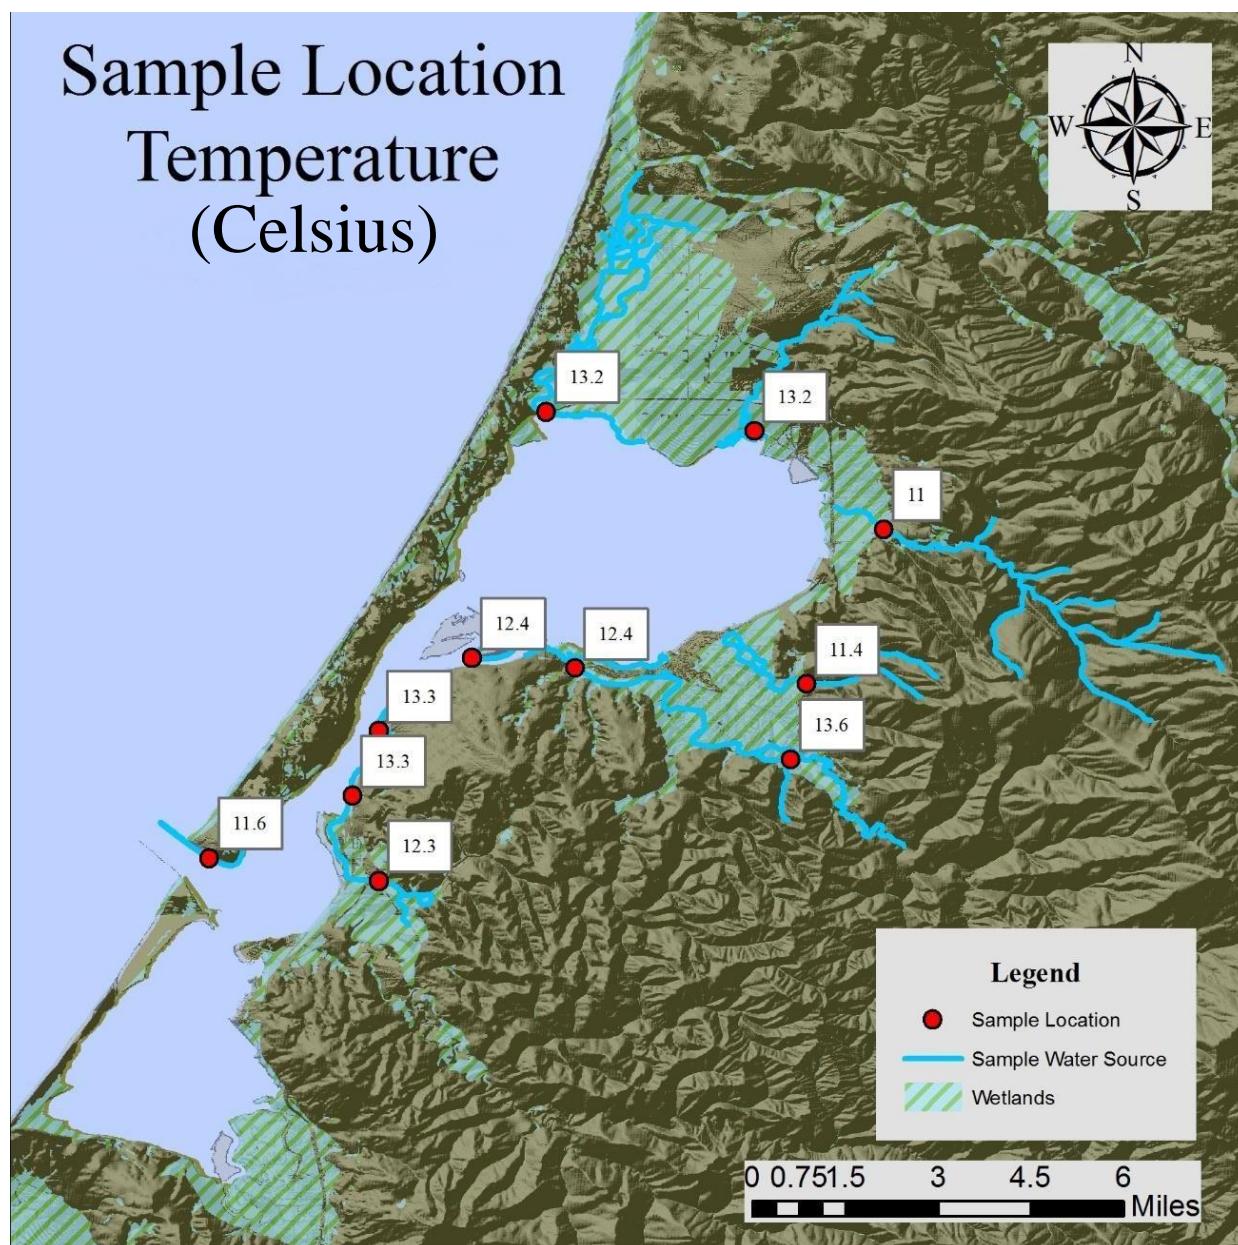 Sample Location
Temperature
(Celsius)
N
W
E
S
13.2
13.2
11
12.4
12.4
11.4
13.3
13.6
13.3
11.6
12.3
Legend
Sample Location
Sample Water Source
Wetlands
0 0.75 1.5 3 4.5 6
Miles